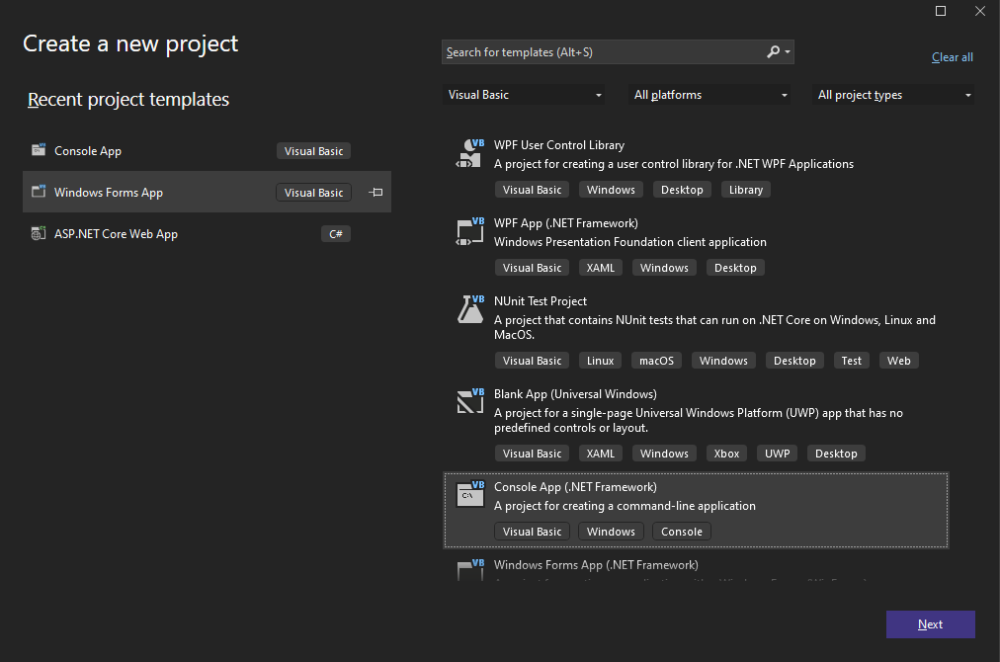 Create a new project
Search for templates (Alt+S)
Clear all
Recent project templates
Visual Basic
All platforms
All project types
Console App
Visual Basic
Windows Forms App
Visual Basic
ASP.NET Core Web App
C#
VB
WPF User Control Library
A project for creating a user control library for .NET WPF Applications
Visual Basic Windows Desktop Library
VB
WPF App (.NET Framework)
Windows Presentation Foundation client application
Visual Basic XAML Windows Desktop
VB
NUnit Test Project
A project that contains NUnit tests that can run on .NET Core on Windows, Linux and
MacOS.
Visual Basic Linux macOS Windows Desktop Test Web
VB
Blank App (Universal Windows)
A project for a single-page Universal Windows Platform (UWP) app that has no
predefined controls or layout.
Visual Basic XAML Windows Xbox UWP Desktop
VB
C:\
Console App (.NET Framework)
A project for creating a command-line application
Visual Basic Windows Console
VB
Windows Forms App (.NET Framework)
Next